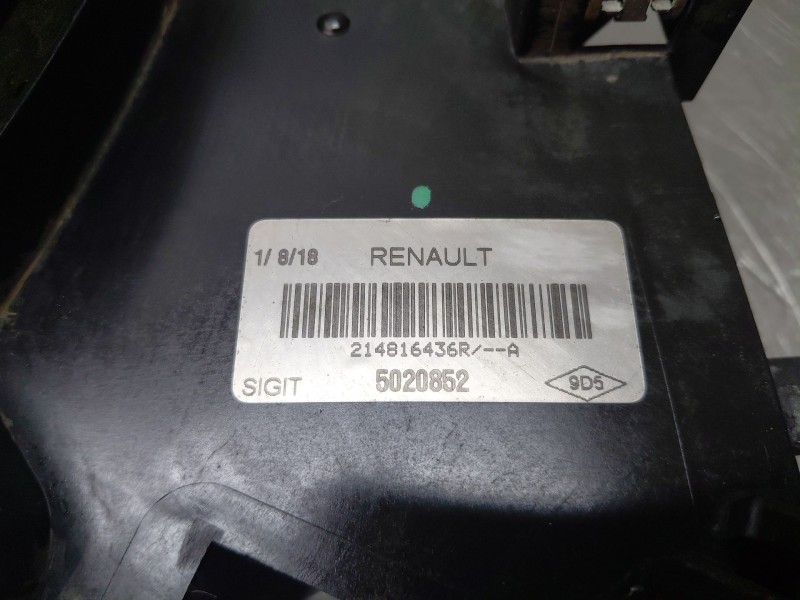 1/ 8/18 RENAULT
214816436R/--A
SIGIT 5020852 9D5